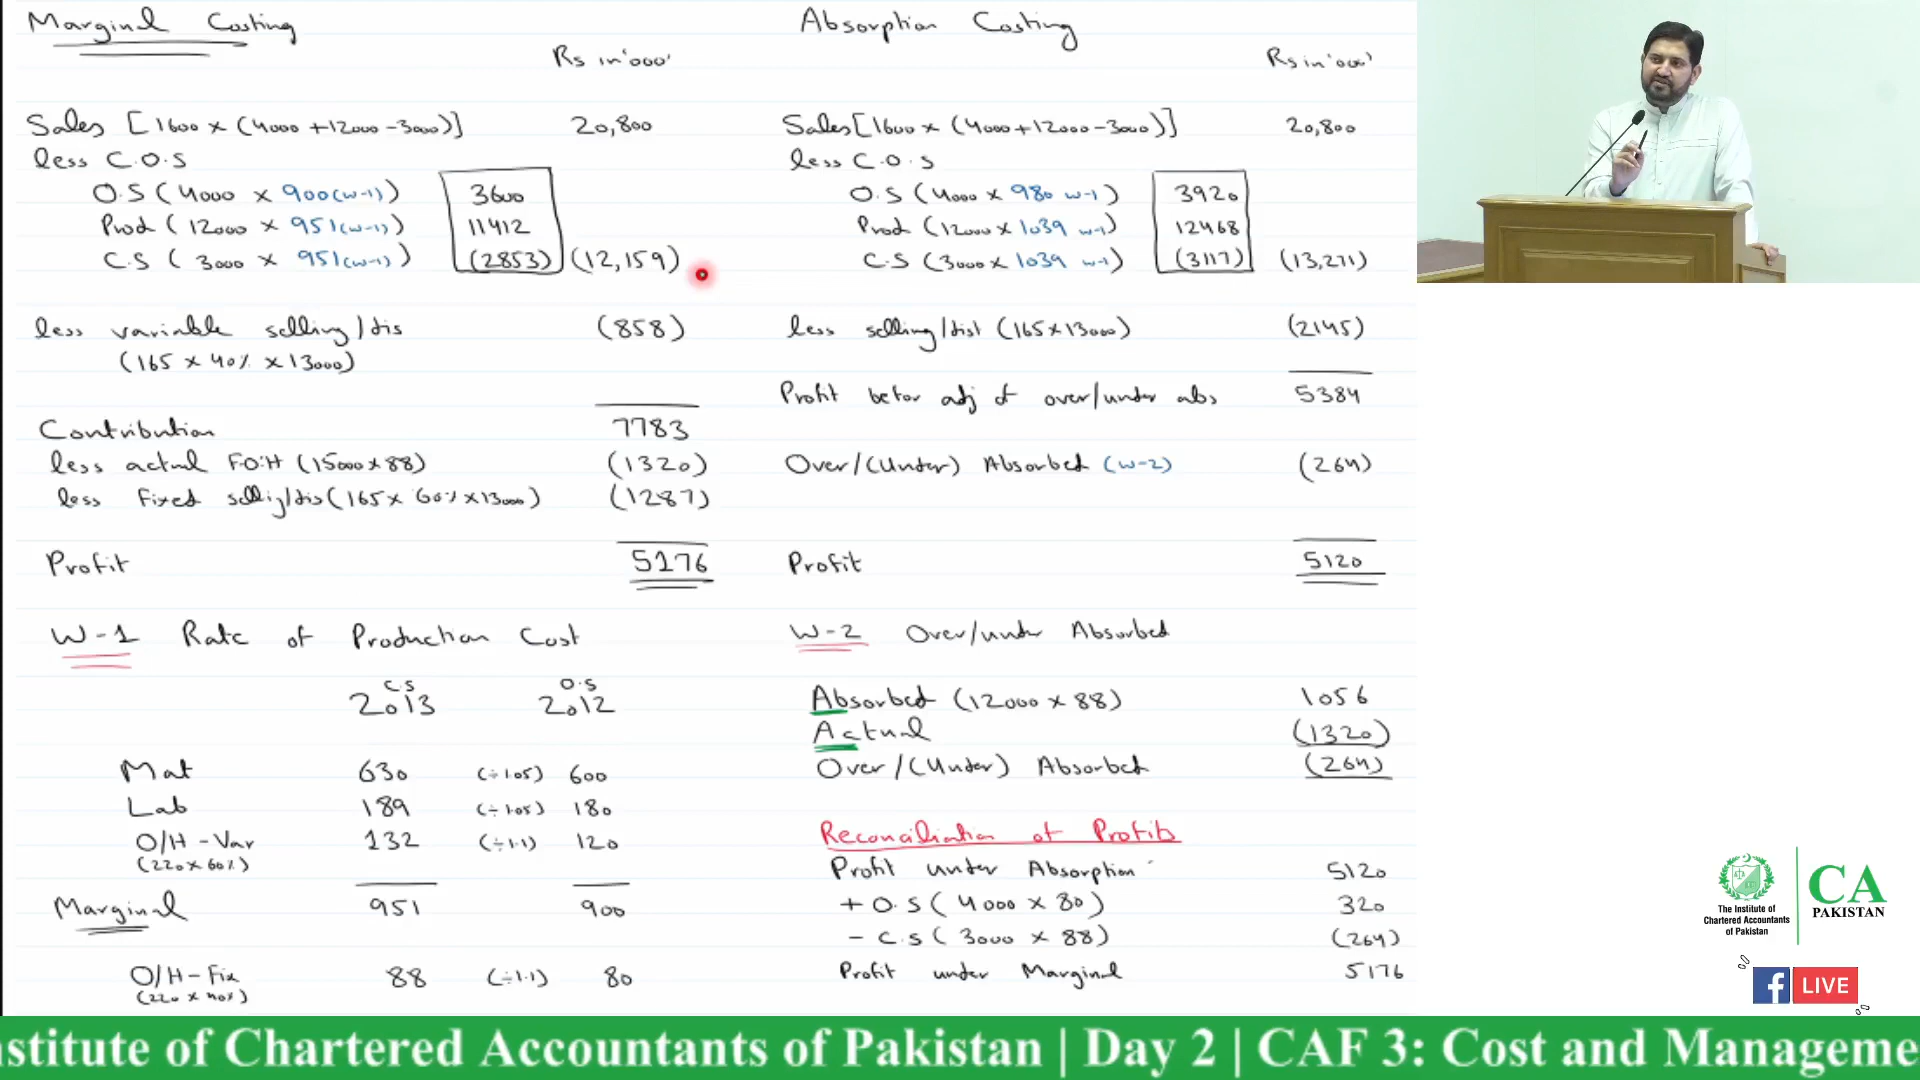 Marginal Costing
Rs in '000'
Sales [1600 x (4000 + 12000 - 3000)] 20,800
less C.O.S
O.S (4000 x 900 (w-1)) 3600
Prod (12000 x 951 (w-1)) 11412
C.S (3000 x 951 (w-1)) (2853) (12,159)
less variable selling/dis (858)
(165 x 40% x 13000)
Contribution 7783
less actual F.O.H (15000 x 88) (1320)
less Fixed sellig/dis (165 x 60% x 13000) (1287)
Profit 5176
W-1 Rate of Production Cost
C.S O.S
2013 2012
Mat 630 (÷1.05) 600
Lab 189 (÷1.05) 180
O/H - Var 132 (÷1.1) 120
(220 x 60%)
Marginal 951 900
O/H - Fix 88 (÷1.1) 80
(220 x 40%)
Absorption Costing
Rs in '000'
Sales [1600 x (4000 + 12000 - 3000)] 20,800
less C.O.S
O.S (4000 x 980 w-1) 3920
Prod (12000 x 1039 w-1) 12468
C.S (3000 x 1039 w-1) (3117) (13,271)
less selling/dist (165 x 13000) (2145)
Profit befor adj of over/under abs 5384
Over/(Under) Absorbed (w-2) (264)
Profit 5120
W-2 Over/under Absorbed
Absorbed (12000 x 88) 1056
Actual (1320)
Over/(Under) Absorbed (264)
Reconciliation of Profits
Profit under Absorption 5120
+ O.S (4000 x 80) 320
- C.S (3000 x 88) (264)
Profit under Marginal 5176
The Institute of
Chartered Accountants
of Pakistan
CA
PAKISTAN
f LIVE
nstitute of Chartered Accountants of Pakistan | Day 2 | CAF 3: Cost and Manageme